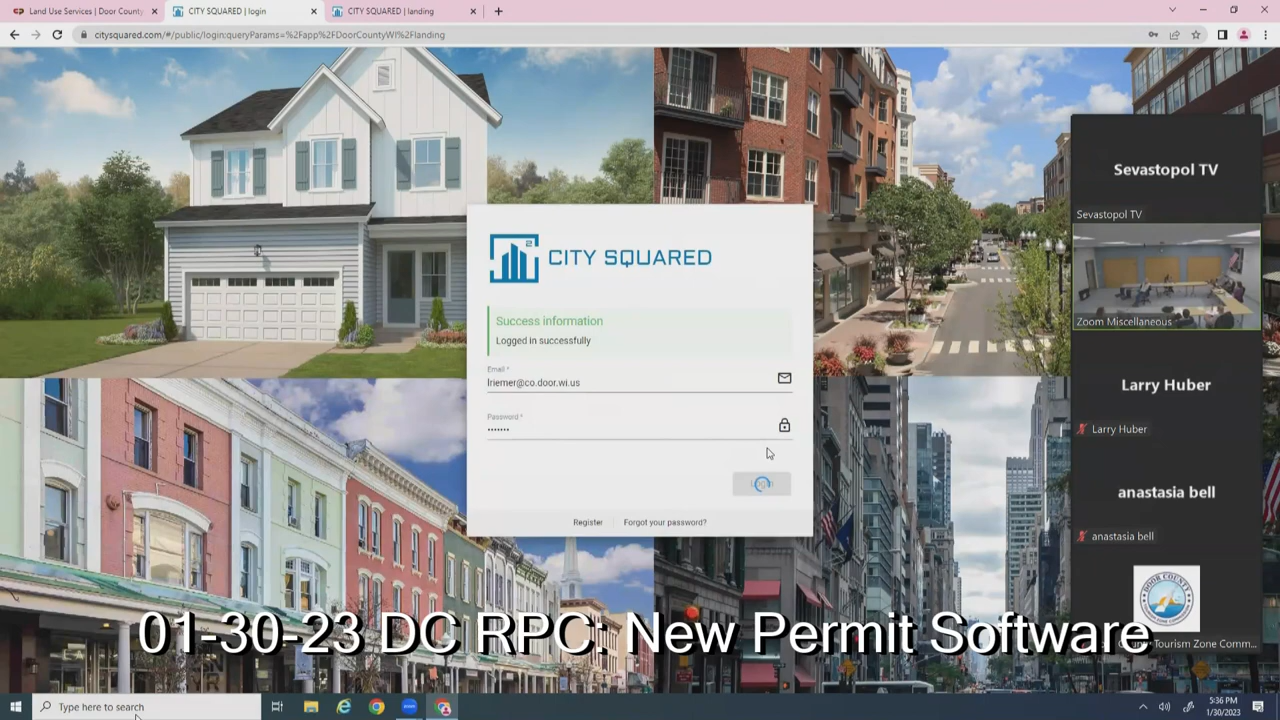 Land Use Services | Door County
CITY SQUARED | login
CITY SQUARED | landing
citysquared.com/#/public/login:queryParams=%2Fapp%2FDoorCountyWI%2Flanding
Sevastopol TV
Sevastopol TV
Zoom Miscellaneous
Larry Huber
Larry Huber
anastasia bell
anastasia bell
Tourism Zone Comm...
CITY SQUARED
2
Success information
Logged in successfully
Email *
lriemer@co.door.wi.us
Password *
•••••••
Register
Forgot your password?
DOOR COUNTY
01-30-23 DC RPC: New Permit Software
Type here to search
5:36 PM
1/30/2023